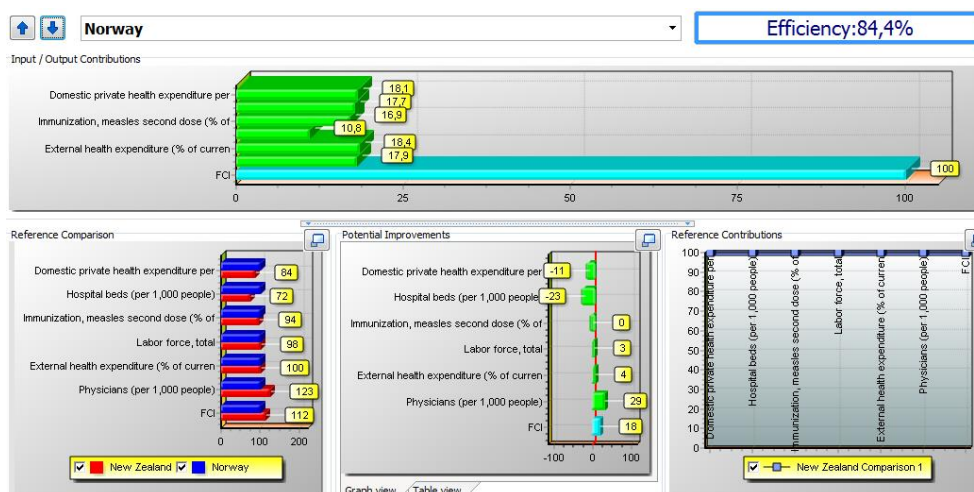 Norway
Efficiency:84,4%
Input / Output Contributions
Domestic private health expenditure per
18,1
17,7
Immunization, measles second dose (% of
16,9
10,8
External health expenditure (% of curren
18,4
17,9
FCI
100
0 25 50 75 100
Reference Comparison
Domestic private health expenditure per
84
Hospital beds (per 1,000 people)
72
Immunization, measles second dose (% of
94
Labor force, total
98
External health expenditure (% of curren
100
Physicians (per 1,000 people)
123
FCI
112
0 100 200
New Zealand Norway
Potential Improvements
Domestic private health expenditure per
-11
Hospital beds (per 1,000 people
-23
Immunization, measles second dose (% of
0
Labor force, total
3
External health expenditure (% of curren
4
Physicians (per 1,000 people)
29
FCI
18
-100 0 100
Graph view Table view
Reference Contributions
100
90
80
70
60
50
40
30
20
10
0
Domestic private health expenditure per
Hospital beds (per 1,000 people)
Immunization, measles second dose (% of
Labor force, total
External health expenditure (% of curren
Physicians (per 1,000 people)
FCI
New Zealand Comparison 1